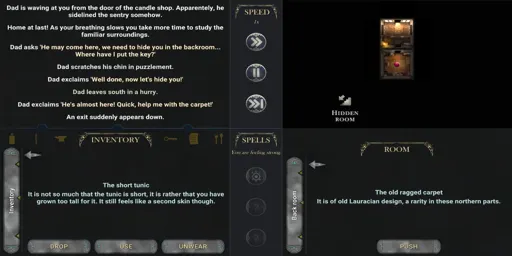 Dad is waving at you from the door of the candle shop. Apparently, he
sidelined the sentry somehow.
Home at last! As your breathing slows you take more time to study the
familiar surroundings.
Dad asks 'He may come here, we need to hide you in the backroom...
Where have I put the key?'
Dad scratches his chin in puzzlement.
Dad exclaims 'Well done, now let's hide you!'
Dad leaves south in a hurry.
Dad exclaims 'He's almost here! Quick, help me with the carpet!'
An exit suddenly appears down.
SPEED
1x
HIDDEN
ROOM
INVENTORY
Inventory
The short tunic
It is not so much that the tunic is short, it is rather that you have
grown too tall for it. It still feels like a second skin though.
DROP
USE
UNWEAR
SPELLS
You are feeling strong
ROOM
Back room
The old ragged carpet
It is of old Lauracian design, a rarity in these northern parts.
PUSH